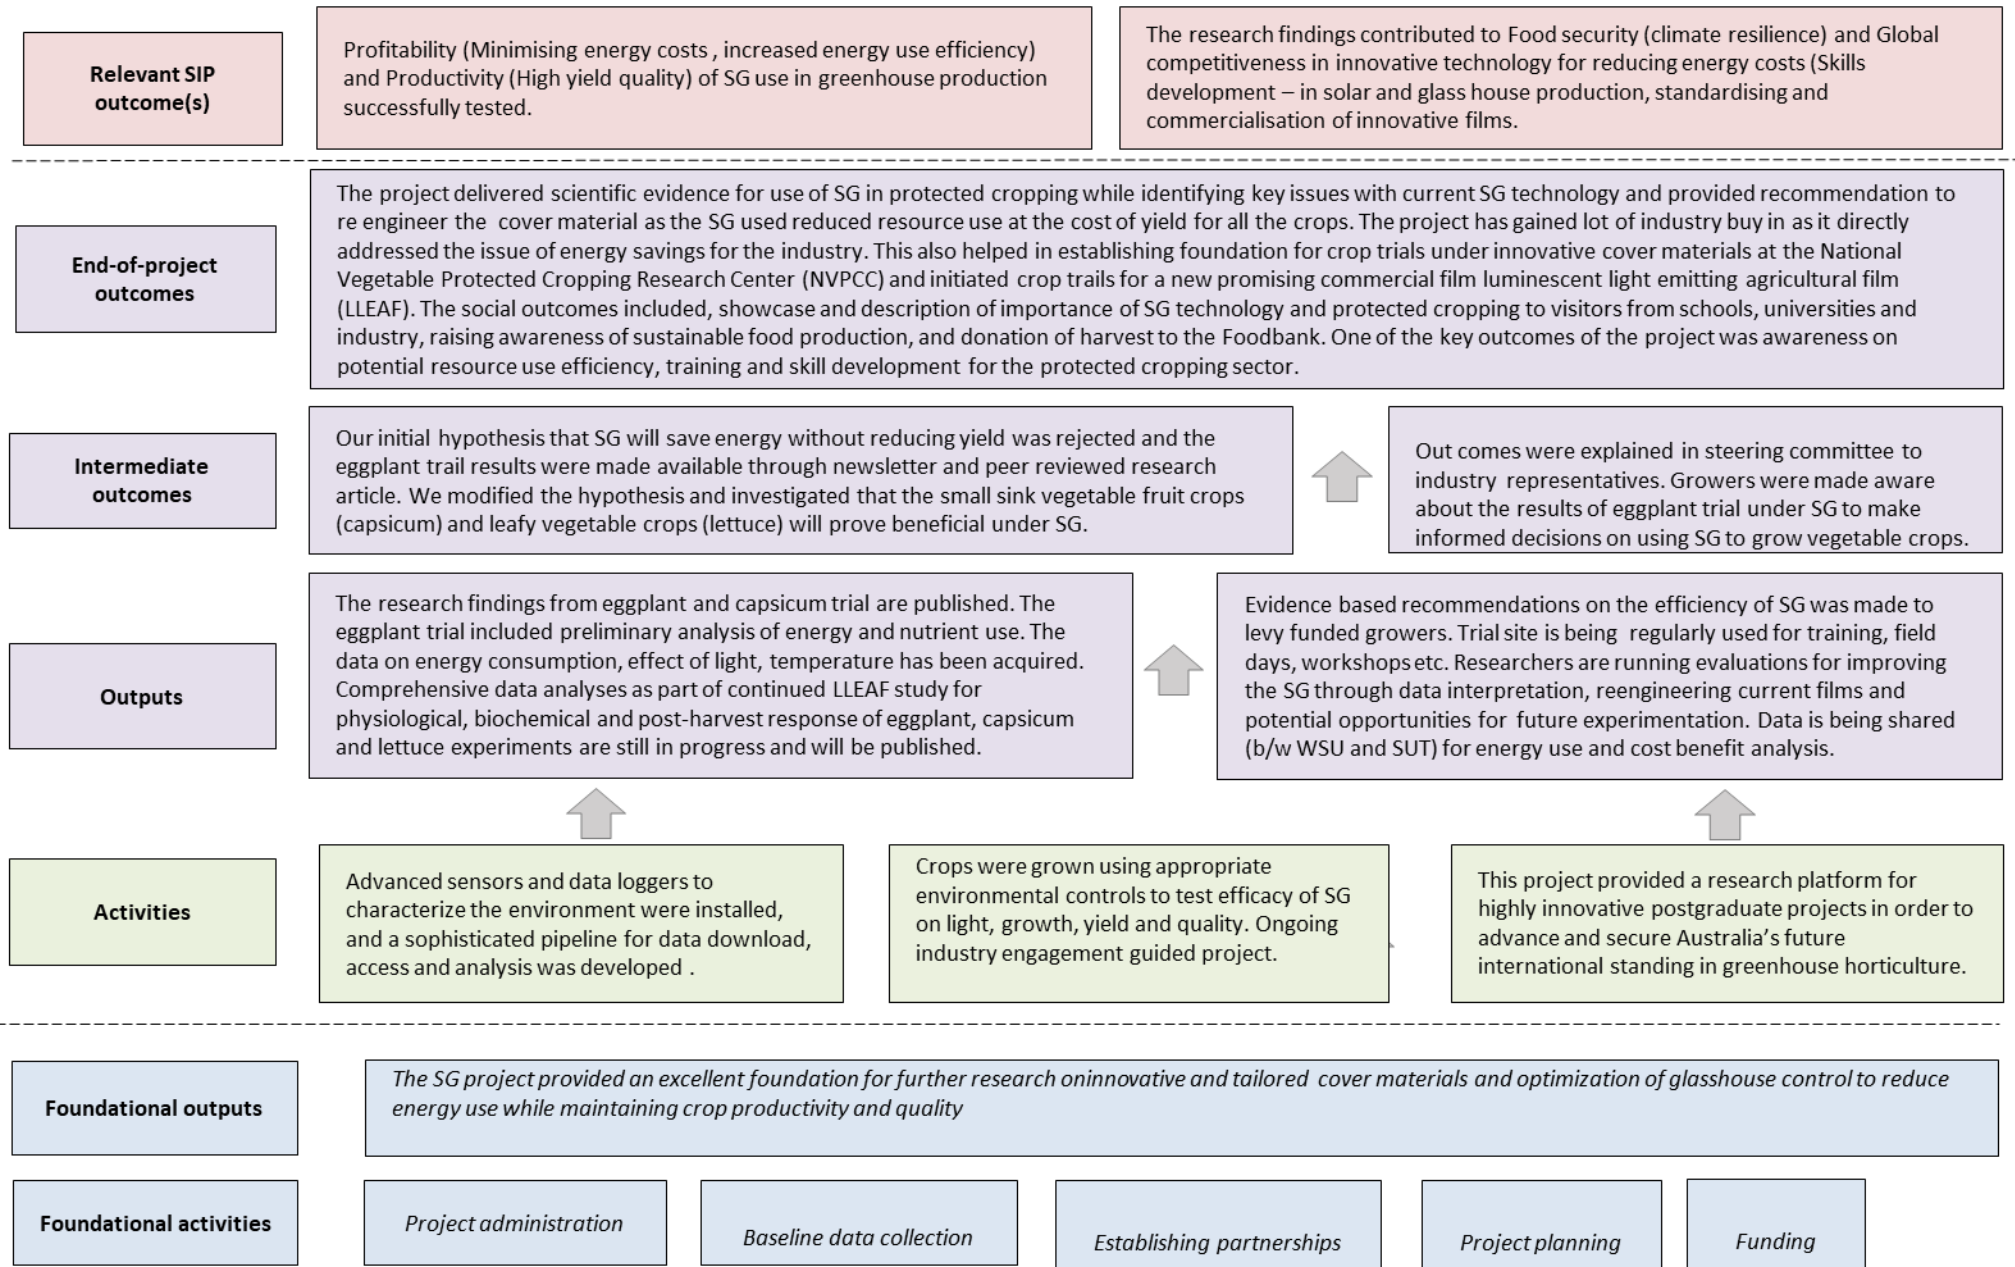 Relevant SIP
outcome(s)
Profitability (Minimising energy costs , increased energy use efficiency)
and Productivity (High yield quality) of SG use in greenhouse production
successfully tested.
The research findings contributed to Food security (climate resilience) and Global
competitiveness in innovative technology for reducing energy costs (Skills
development – in solar and glass house production, standardising and
commercialisation of innovative films.
End-of-project
outcomes
The project delivered scientific evidence for use of SG in protected cropping while identifying key issues with current SG technology and provided recommendation to
re engineer the cover material as the SG used reduced resource use at the cost of yield for all the crops. The project has gained lot of industry buy in as it directly
addressed the issue of energy savings for the industry. This also helped in establishing foundation for crop trials under innovative cover materials at the National
Vegetable Protected Cropping Research Center (NVPCC) and initiated crop trails for a new promising commercial film luminescent light emitting agricultural film
(LLEAF). The social outcomes included, showcase and description of importance of SG technology and protected cropping to visitors from schools, universities and
industry, raising awareness of sustainable food production, and donation of harvest to the Foodbank. One of the key outcomes of the project was awareness on
potential resource use efficiency, training and skill development for the protected cropping sector.
Intermediate
outcomes
Our initial hypothesis that SG will save energy without reducing yield was rejected and the
eggplant trail results were made available through newsletter and peer reviewed research
article. We modified the hypothesis and investigated that the small sink vegetable fruit crops
(capsicum) and leafy vegetable crops (lettuce) will prove beneficial under SG.
Out comes were explained in steering committee to
industry representatives. Growers were made aware
about the results of eggplant trial under SG to make
informed decisions on using SG to grow vegetable crops.
Outputs
The research findings from eggplant and capsicum trial are published. The
eggplant trial included preliminary analysis of energy and nutrient use. The
data on energy consumption, effect of light, temperature has been acquired.
Comprehensive data analyses as part of continued LLEAF study for
physiological, biochemical and post-harvest response of eggplant, capsicum
and lettuce experiments are still in progress and will be published.
Evidence based recommendations on the efficiency of SG was made to
levy funded growers. Trial site is being regularly used for training, field
days, workshops etc. Researchers are running evaluations for improving
the SG through data interpretation, reengineering current films and
potential opportunities for future experimentation. Data is being shared
(b/w WSU and SUT) for energy use and cost benefit analysis.
Activities
Advanced sensors and data loggers to
characterize the environment were installed,
and a sophisticated pipeline for data download,
access and analysis was developed .
Crops were grown using appropriate
environmental controls to test efficacy of SG
on light, growth, yield and quality. Ongoing
industry engagement guided project.
This project provided a research platform for
highly innovative postgraduate projects in order to
advance and secure Australia's future
international standing in greenhouse horticulture.
Foundational outputs
The SG project provided an excellent foundation for further research oninnovative and tailored cover materials and optimization of glasshouse control to reduce
energy use while maintaining crop productivity and quality
Foundational activities
Project administration
Baseline data collection
Establishing partnerships
Project planning
Funding